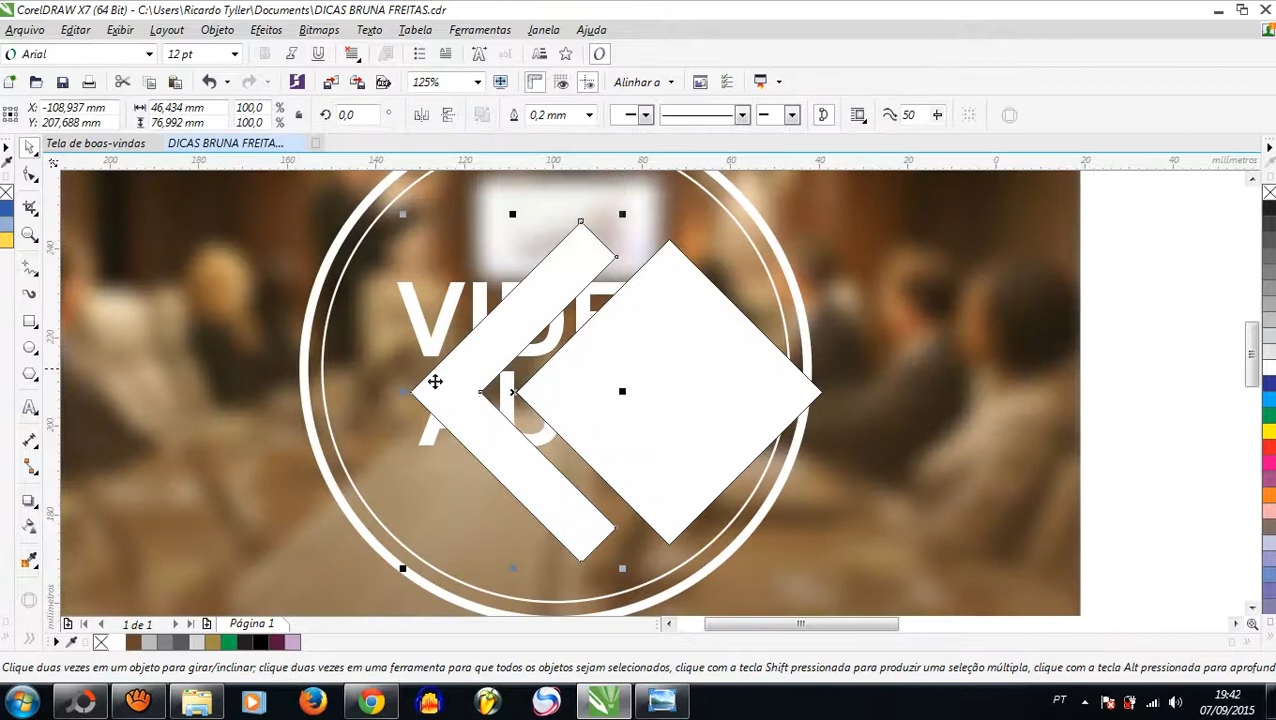 CorelDRAW X7 (64 Bit) - C:\Users\Ricardo Tyller\Documents\DICAS BRUNA FREITAS.cdr
Arquivo Editar Exibir Layout Objeto Efeitos Bitmaps Texto Tabela Ferramentas Janela Ajuda
Arial 12 pt
125% Alinhar a
X: -108,937 mm 46,434 mm 100,0 % 0,0 0,2 mm 50
Y: 207,688 mm 76,992 mm 100,0 %
Tela de boas-vindas DICAS BRUNA FREITA...
200 180 160 140 120 100 80 60 40 20 0 20 40 milímetros
240
220
200
180
milímetros
1 de 1 Página 1
Clique duas vezes em um objeto para girar/inclinar; clique duas vezes em uma ferramenta para que todos os objetos sejam selecionados, clique com a tecla Shift pressionada para produzir uma seleção múltipla, clique com a tecla Alt pressionada para aprofund
PT 19:42
07/09/2015